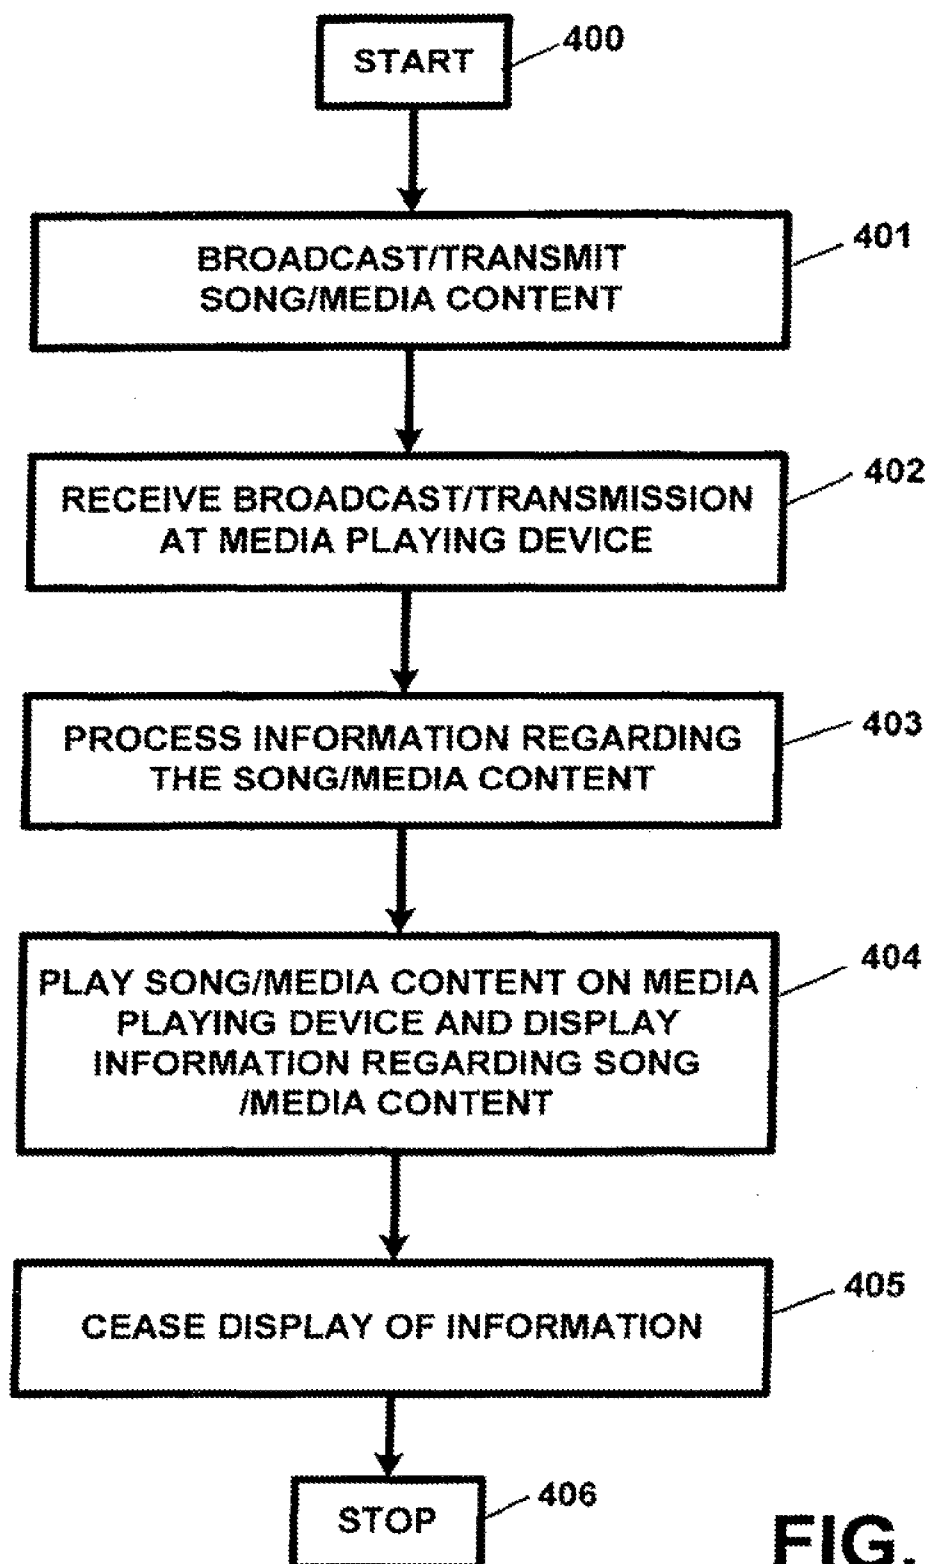 START
400
BROADCAST/TRANSMIT
SONG/MEDIA CONTENT
401
RECEIVE BROADCAST/TRANSMISSION
AT MEDIA PLAYING DEVICE
402
PROCESS INFORMATION REGARDING
THE SONG/MEDIA CONTENT
403
PLAY SONG/MEDIA CONTENT ON MEDIA
PLAYING DEVICE AND DISPLAY
INFORMATION REGARDING SONG
/MEDIA CONTENT
404
CEASE DISPLAY OF INFORMATION
405
STOP
406
FIG.